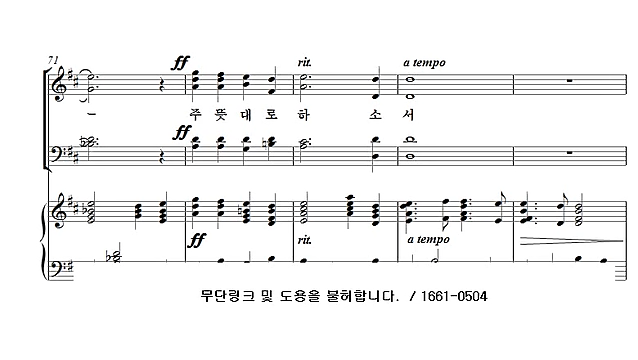 71
ff rit. a tempo
- 주 뜻 대 로 하 소 서
ff
ff rit. a tempo
무단링크 및 도용을 불허합니다. / 1661-0504